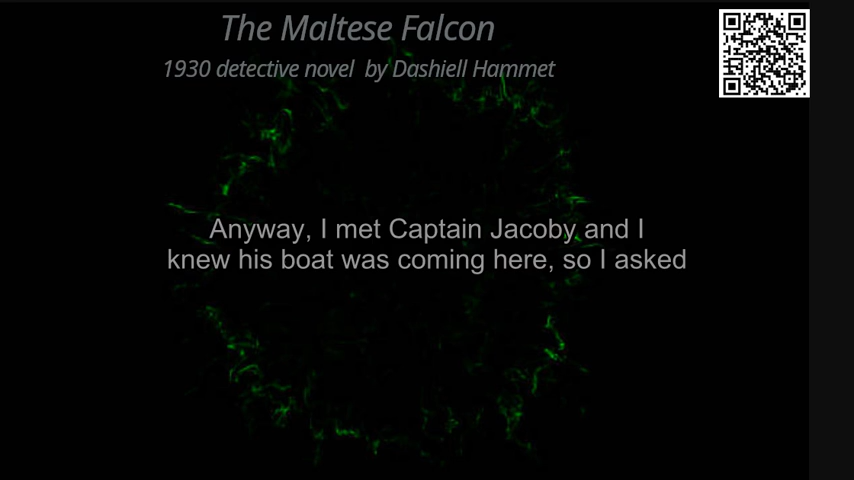 The Maltese Falcon
1930 detective novel by Dashiell Hammet
Anyway, I met Captain Jacoby and I
knew his boat was coming here, so I asked